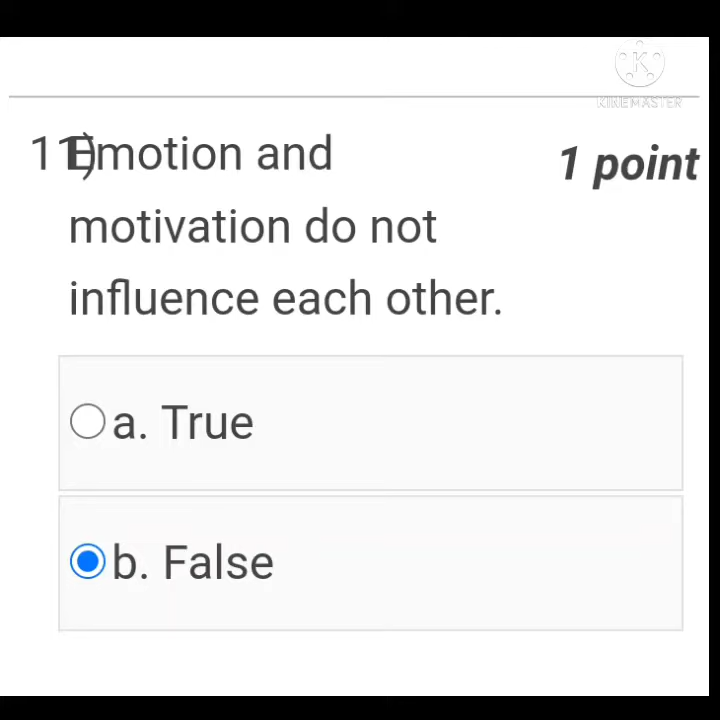 K
KINEMASTER
11) Emotion and
1 point
motivation do not
influence each other.
a. True
b. False